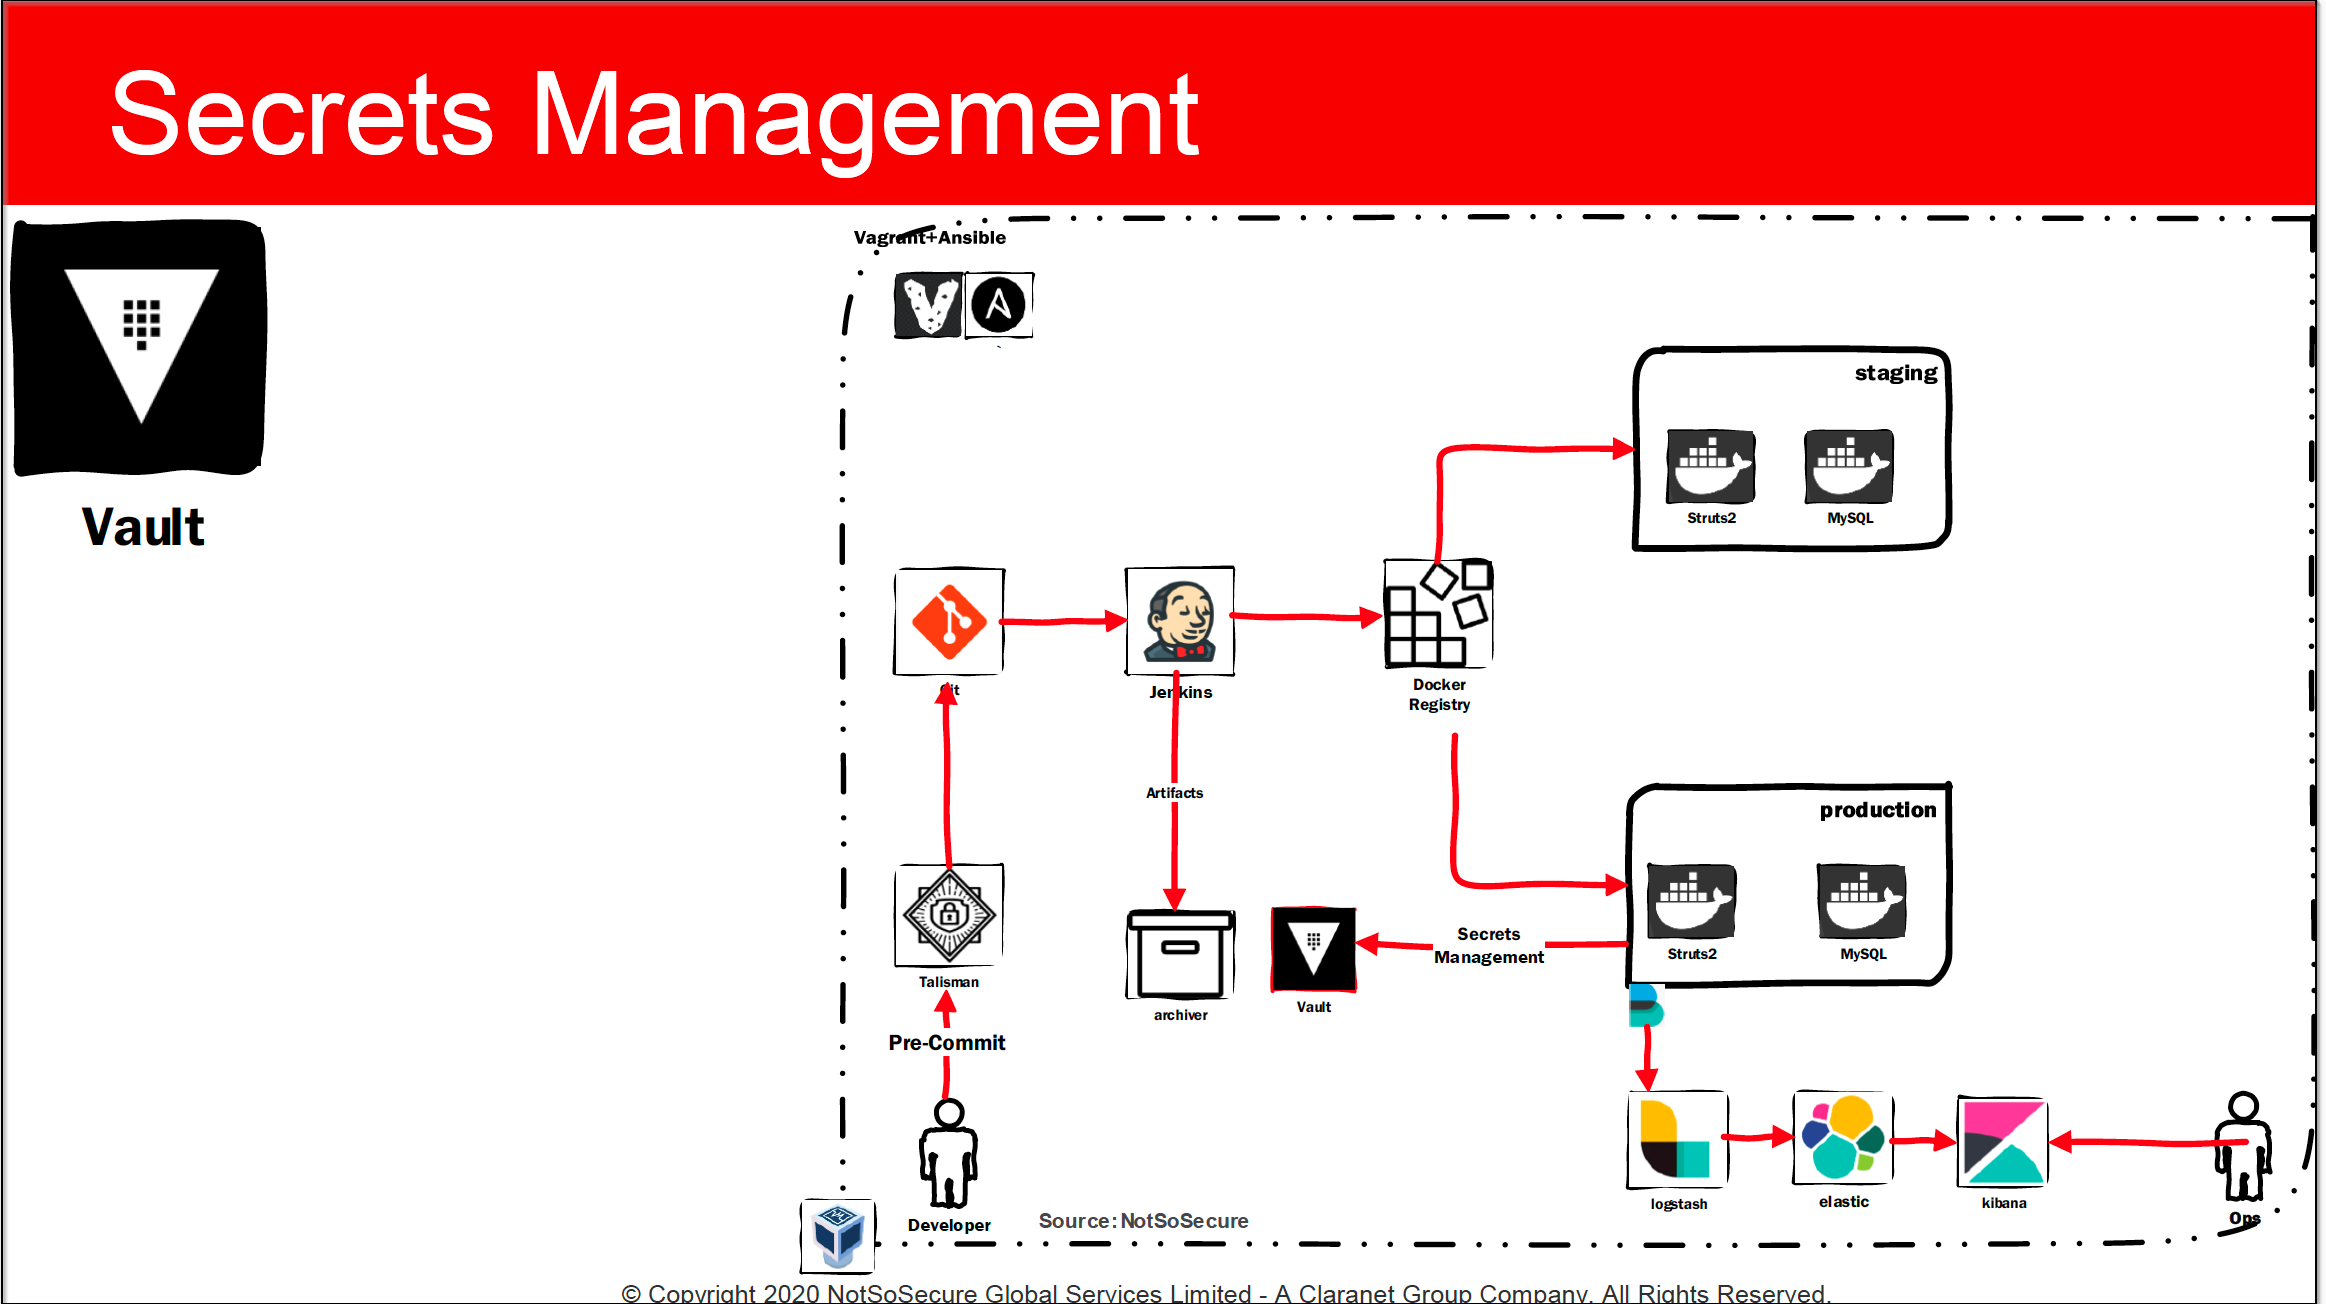 Secrets Management
Vault
Vagrant+Ansible
staging
Struts2
MySQL
Git
Jenkins
Docker
Registry
Artifacts
production
Struts2
MySQL
Secrets
Management
Talisman
archiver
Vault
Pre-Commit
logstash
elastic
kibana
Developer
Source: NotSoSecure
Ops
© Copyright 2020 NotSoSecure Global Services Limited - A Claranet Group Company. All Rights Reserved.